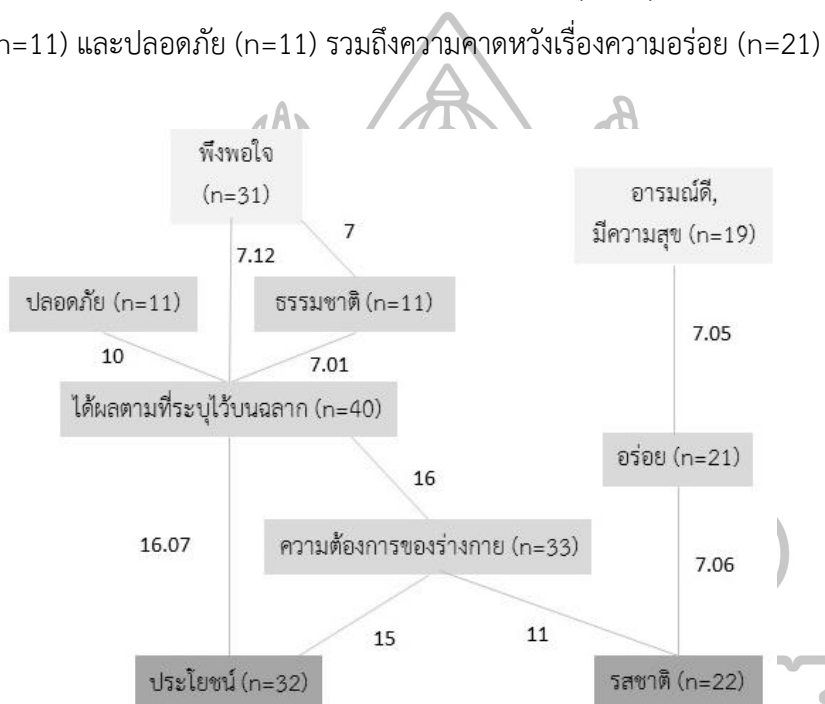 n=11) และปลอดภัย (n=11) รวมถึงความคาดหวังเรื่องความอร่อย (n=21)
พึงพอใจ
(n=31)
อารมณ์ดี,
มีความสุข (n=19)
7
7.12
ปลอดภัย (n=11)
ธรรมชาติ (n=11)
7.05
10
7.01
ได้ผลตามที่ระบุไว้บนฉลาก (n=40)
อร่อย (n=21)
16
16.07
ความต้องการของร่างกาย (n=33)
7.06
15
11
ประโยชน์ (n=32)
รสชาติ (n=22)